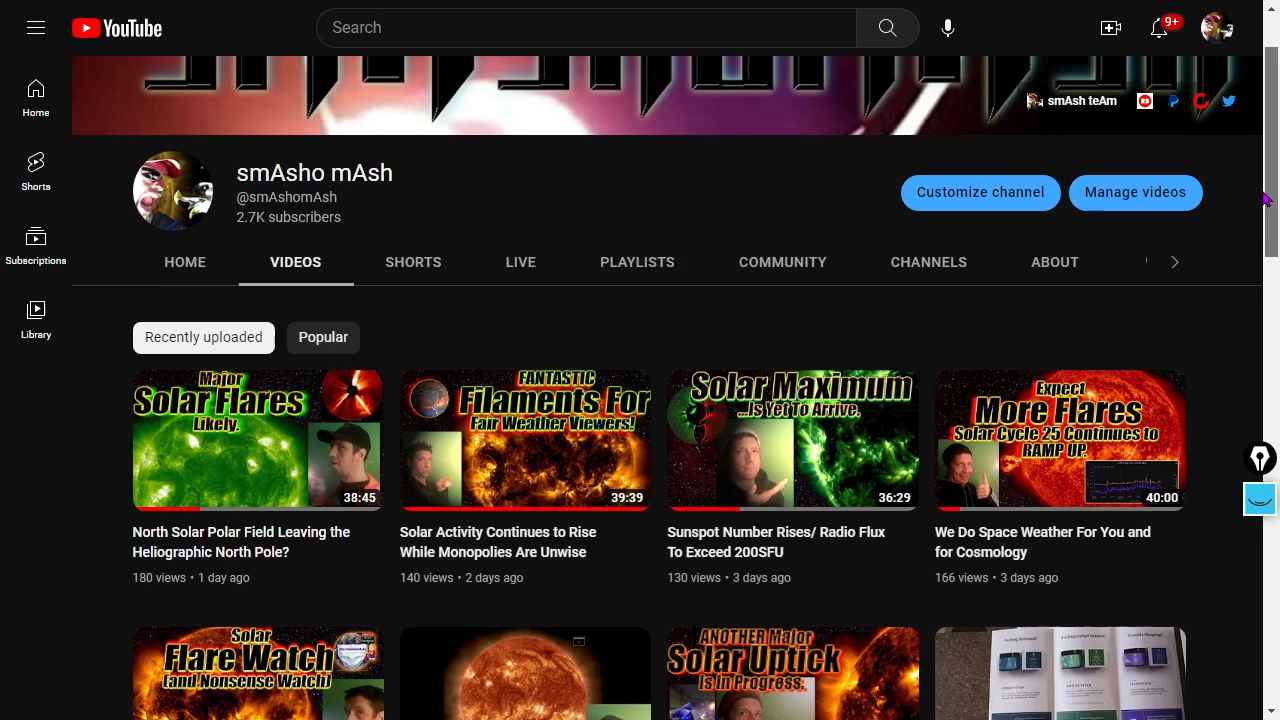 YouTube
Search
9+
Home
Shorts
Subscriptions
Library
smAsh teAm
smAsho mAsh
@smAshomAsh
2.7K subscribers
Customize channel
Manage videos
HOME
VIDEOS
SHORTS
LIVE
PLAYLISTS
COMMUNITY
CHANNELS
ABOUT
Recently uploaded
Popular
Major
Solar Flares
Likely.
38:45
North Solar Polar Field Leaving the
Heliographic North Pole?
180 views • 1 day ago
FANTASTIC
Filaments For
Fair Weather Viewers!
39:39
Solar Activity Continues to Rise
While Monopolies Are Unwise
140 views • 2 days ago
Solar Maximum
...Is Yet To Arrive.
36:29
Sunspot Number Rises/ Radio Flux
To Exceed 200SFU
130 views • 3 days ago
Expect
More Flares
Solar Cycle 25 Continues to
RAMP UP.
40:00
We Do Space Weather For You and
for Cosmology
166 views • 3 days ago
Solar
Flare Watch
(and Nonsense Watch)
ANOTHER Major
Solar Uptick
Is in Progress.